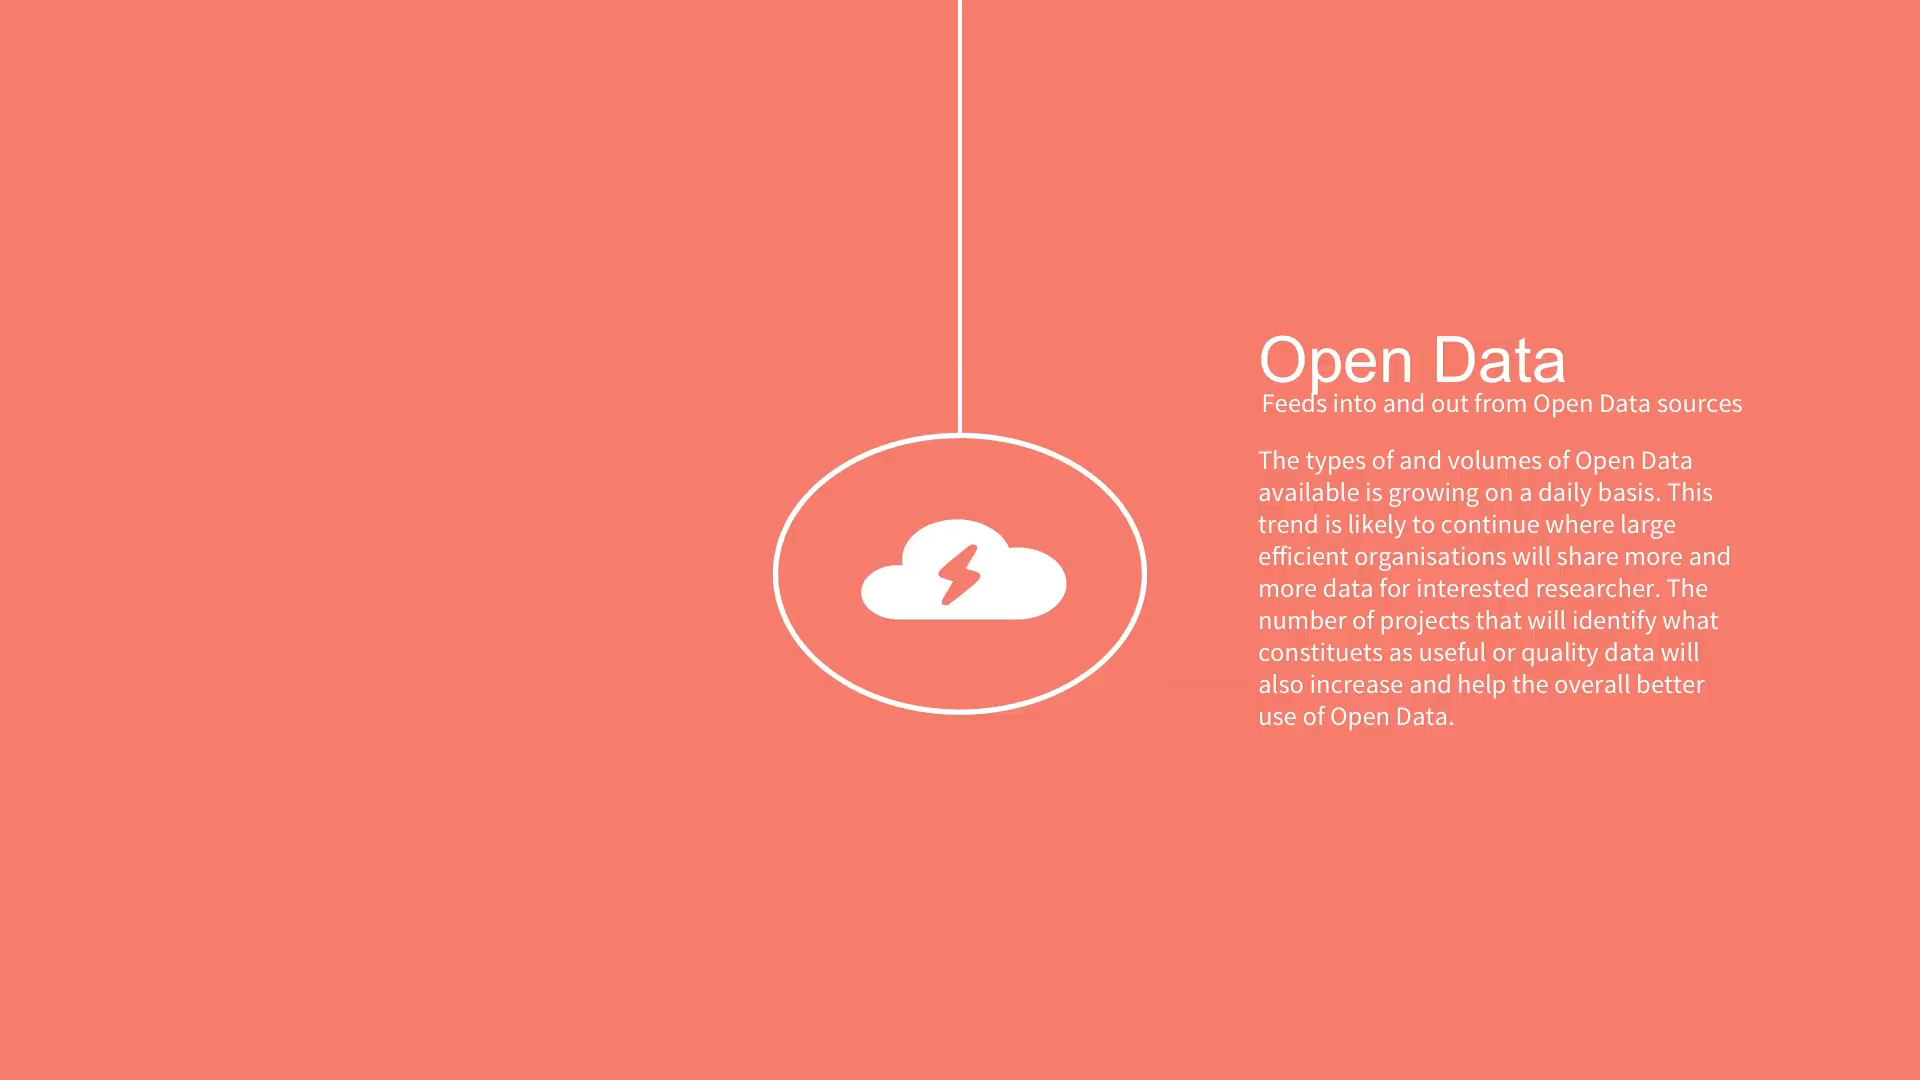 Open Data
Feeds into and out from Open Data sources
The types of and volumes of Open Data
available is growing on a daily basis. This
trend is likely to continue where large
efficient organisations will share more and
more data for interested researcher. The
number of projects that will identify what
constituets as useful or quality data will
also increase and help the overall better
use of Open Data.